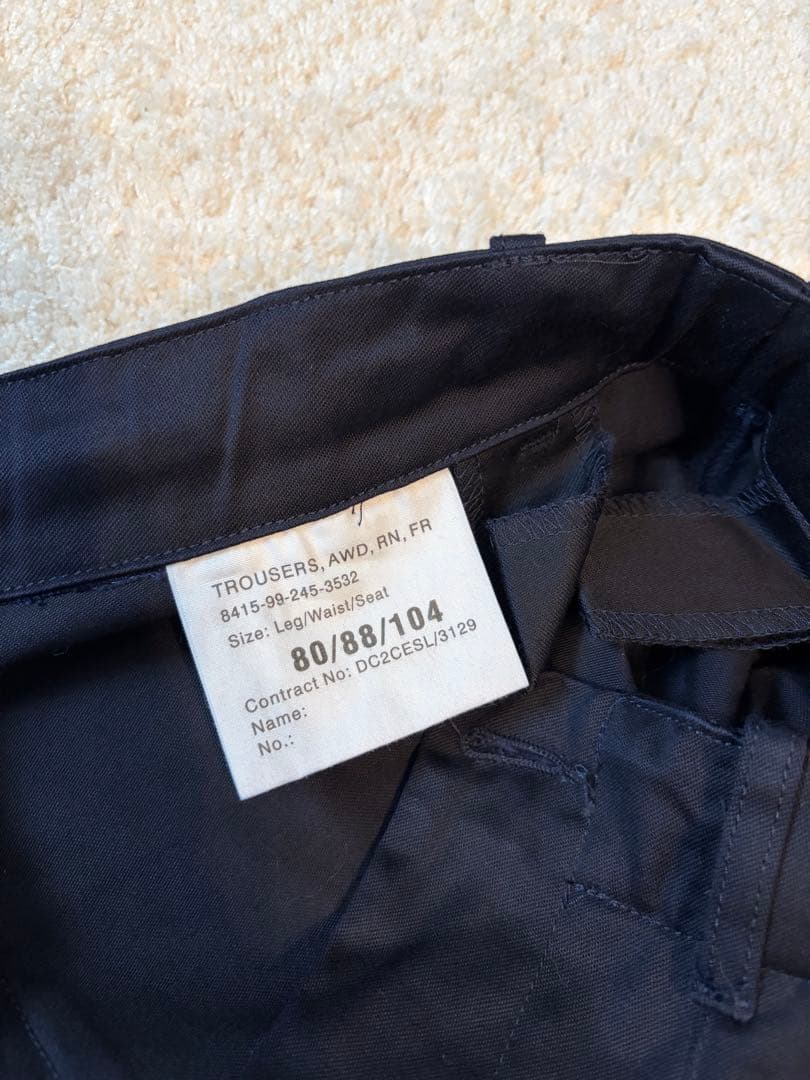 TROUSERS, AWD, RN, FR
8415-99-245-3532
Size: Leg/Waist/Seat
80/88/104
Contract No: DC2CESL/3129
Name:
No.: